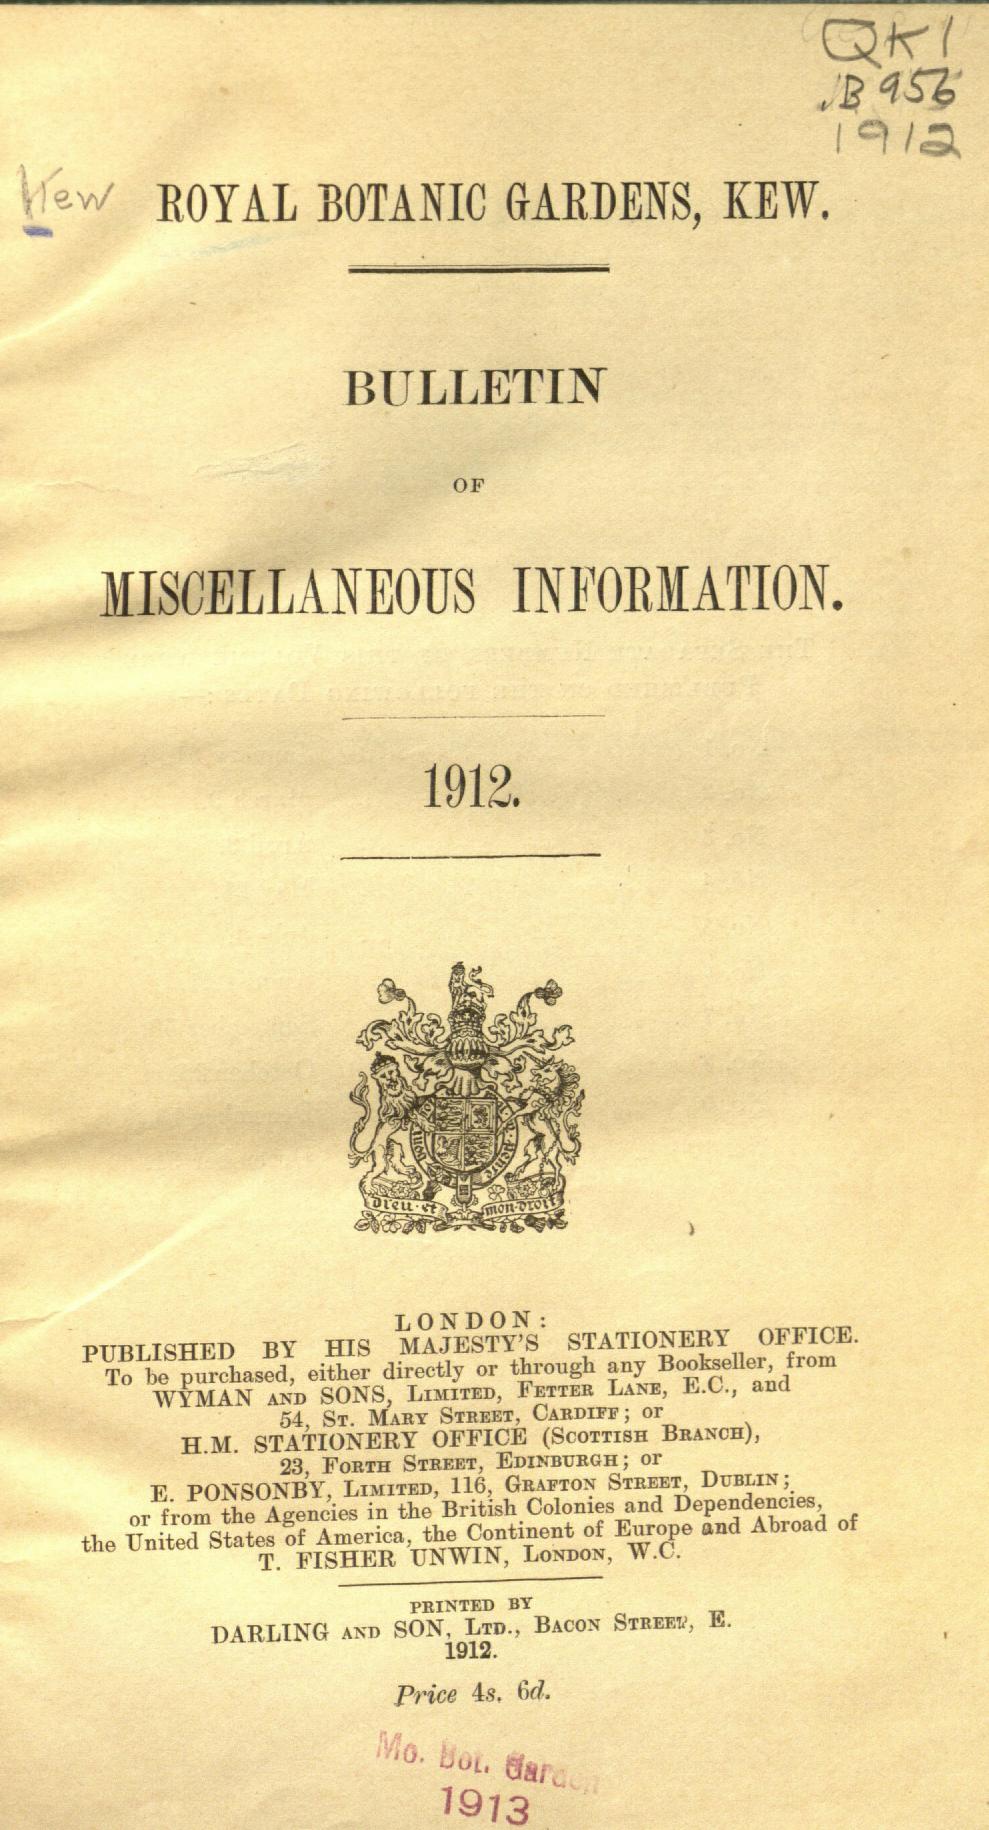 QK1
.B956
1912
Kew
ROYAL BOTANIC GARDENS, KEW.
BULLETIN
OF
MISCELLANEOUS INFORMATION.
1912.
Dieu et mon droit
LONDON:
PUBLISHED BY HIS MAJESTY'S STATIONERY OFFICE.
To be purchased, either directly or through any Bookseller, from
WYMAN AND SONS, LIMITED, FETTER LANE, E.C., and
54, ST. MARY STREET, CARDIFF; or
H.M. STATIONERY OFFICE (SCOTTISH BRANCH),
23, FORTH STREET, EDINBURGH; or
E. PONSONBY, LIMITED, 116, GRAFTON STREET, DUBLIN;
or from the Agencies in the British Colonies and Dependencies,
the United States of America, the Continent of Europe and Abroad of
T. FISHER UNWIN, LONDON, W.C.
PRINTED BY
DARLING AND SON, LTD., BACON STREET, E.
1912.
Price 4s. 6d.
Mo. Bot. Garden
1913